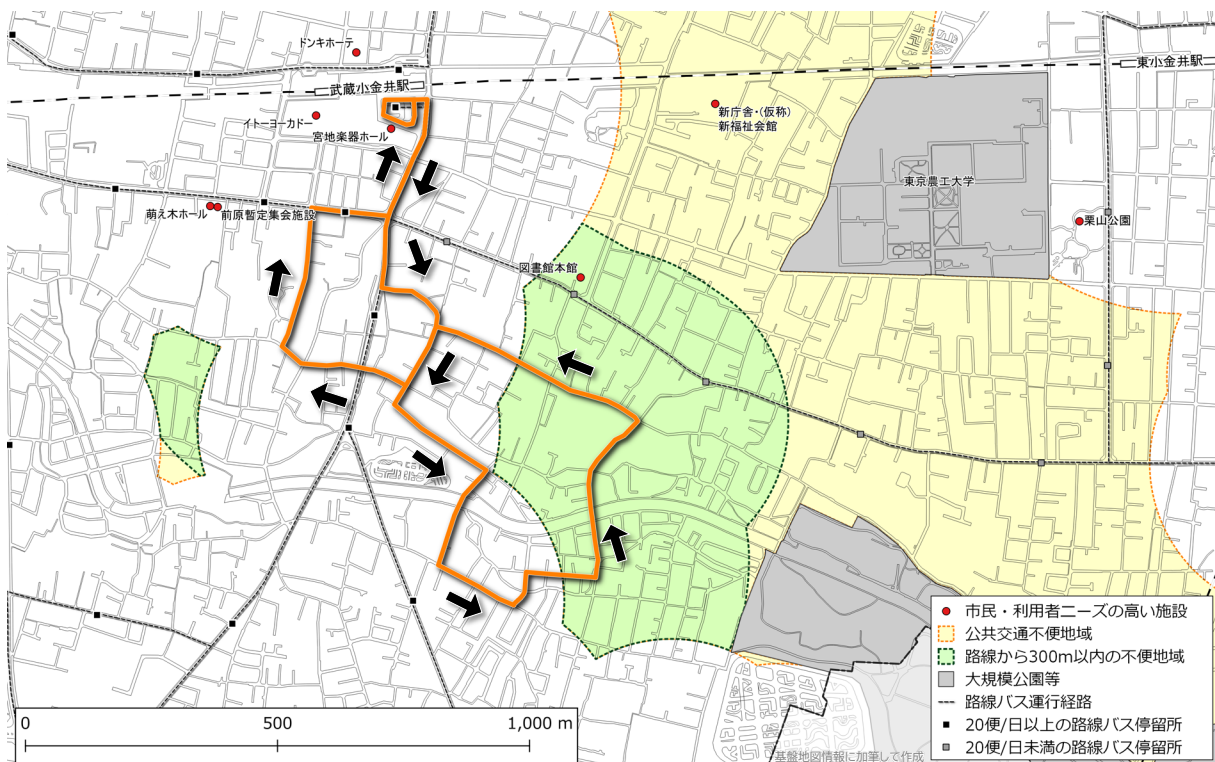 ドンキホーテ
武蔵小金井駅
東小金井駅
イトーヨーカドー
宮地楽器ホール
新庁舎・(仮称)
新福祉会館
東京農工大学
萌え木ホール
前原暫定集会施設
栗山公園
図書館本館
市民・利用者ニーズの高い施設
公共交通不便地域
路線から300m以内の不便地域
大規模公園等
路線バス運行経路
20便/日以上の路線バス停留所
20便/日未満の路線バス停留所
0 500 1,000 m
基盤地図情報に加筆して作成